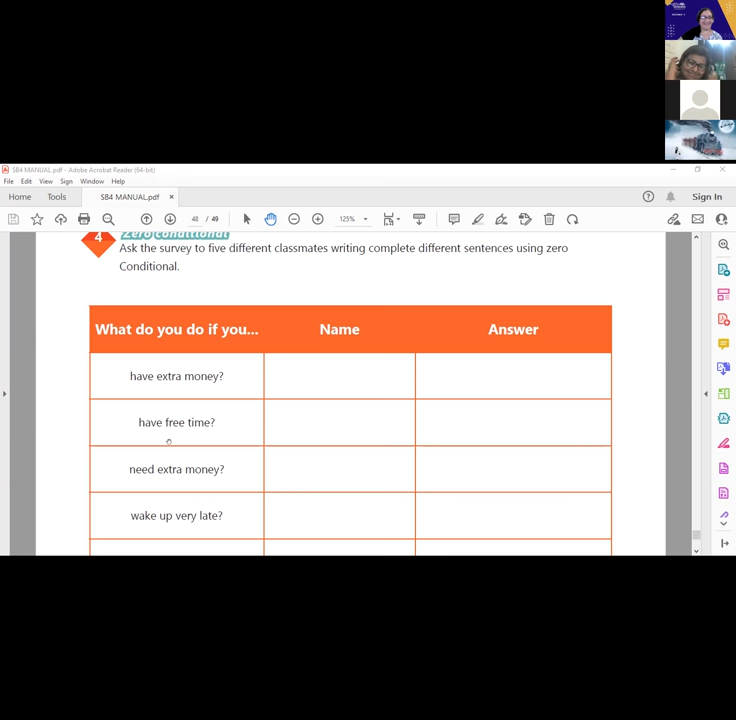 SB4 MANUAL.pdf - Adobe Acrobat Reader (64-bit)
File Edit View Sign Window Help
Home Tools SB4 MANUAL.pdf × Sign In
48 / 49 125%
4 Zero conditional
Ask the survey to five different classmates writing complete different sentences using zero
Conditional.
What do you do if you... Name Answer
have extra money?
have free time?
need extra money?
wake up very late?